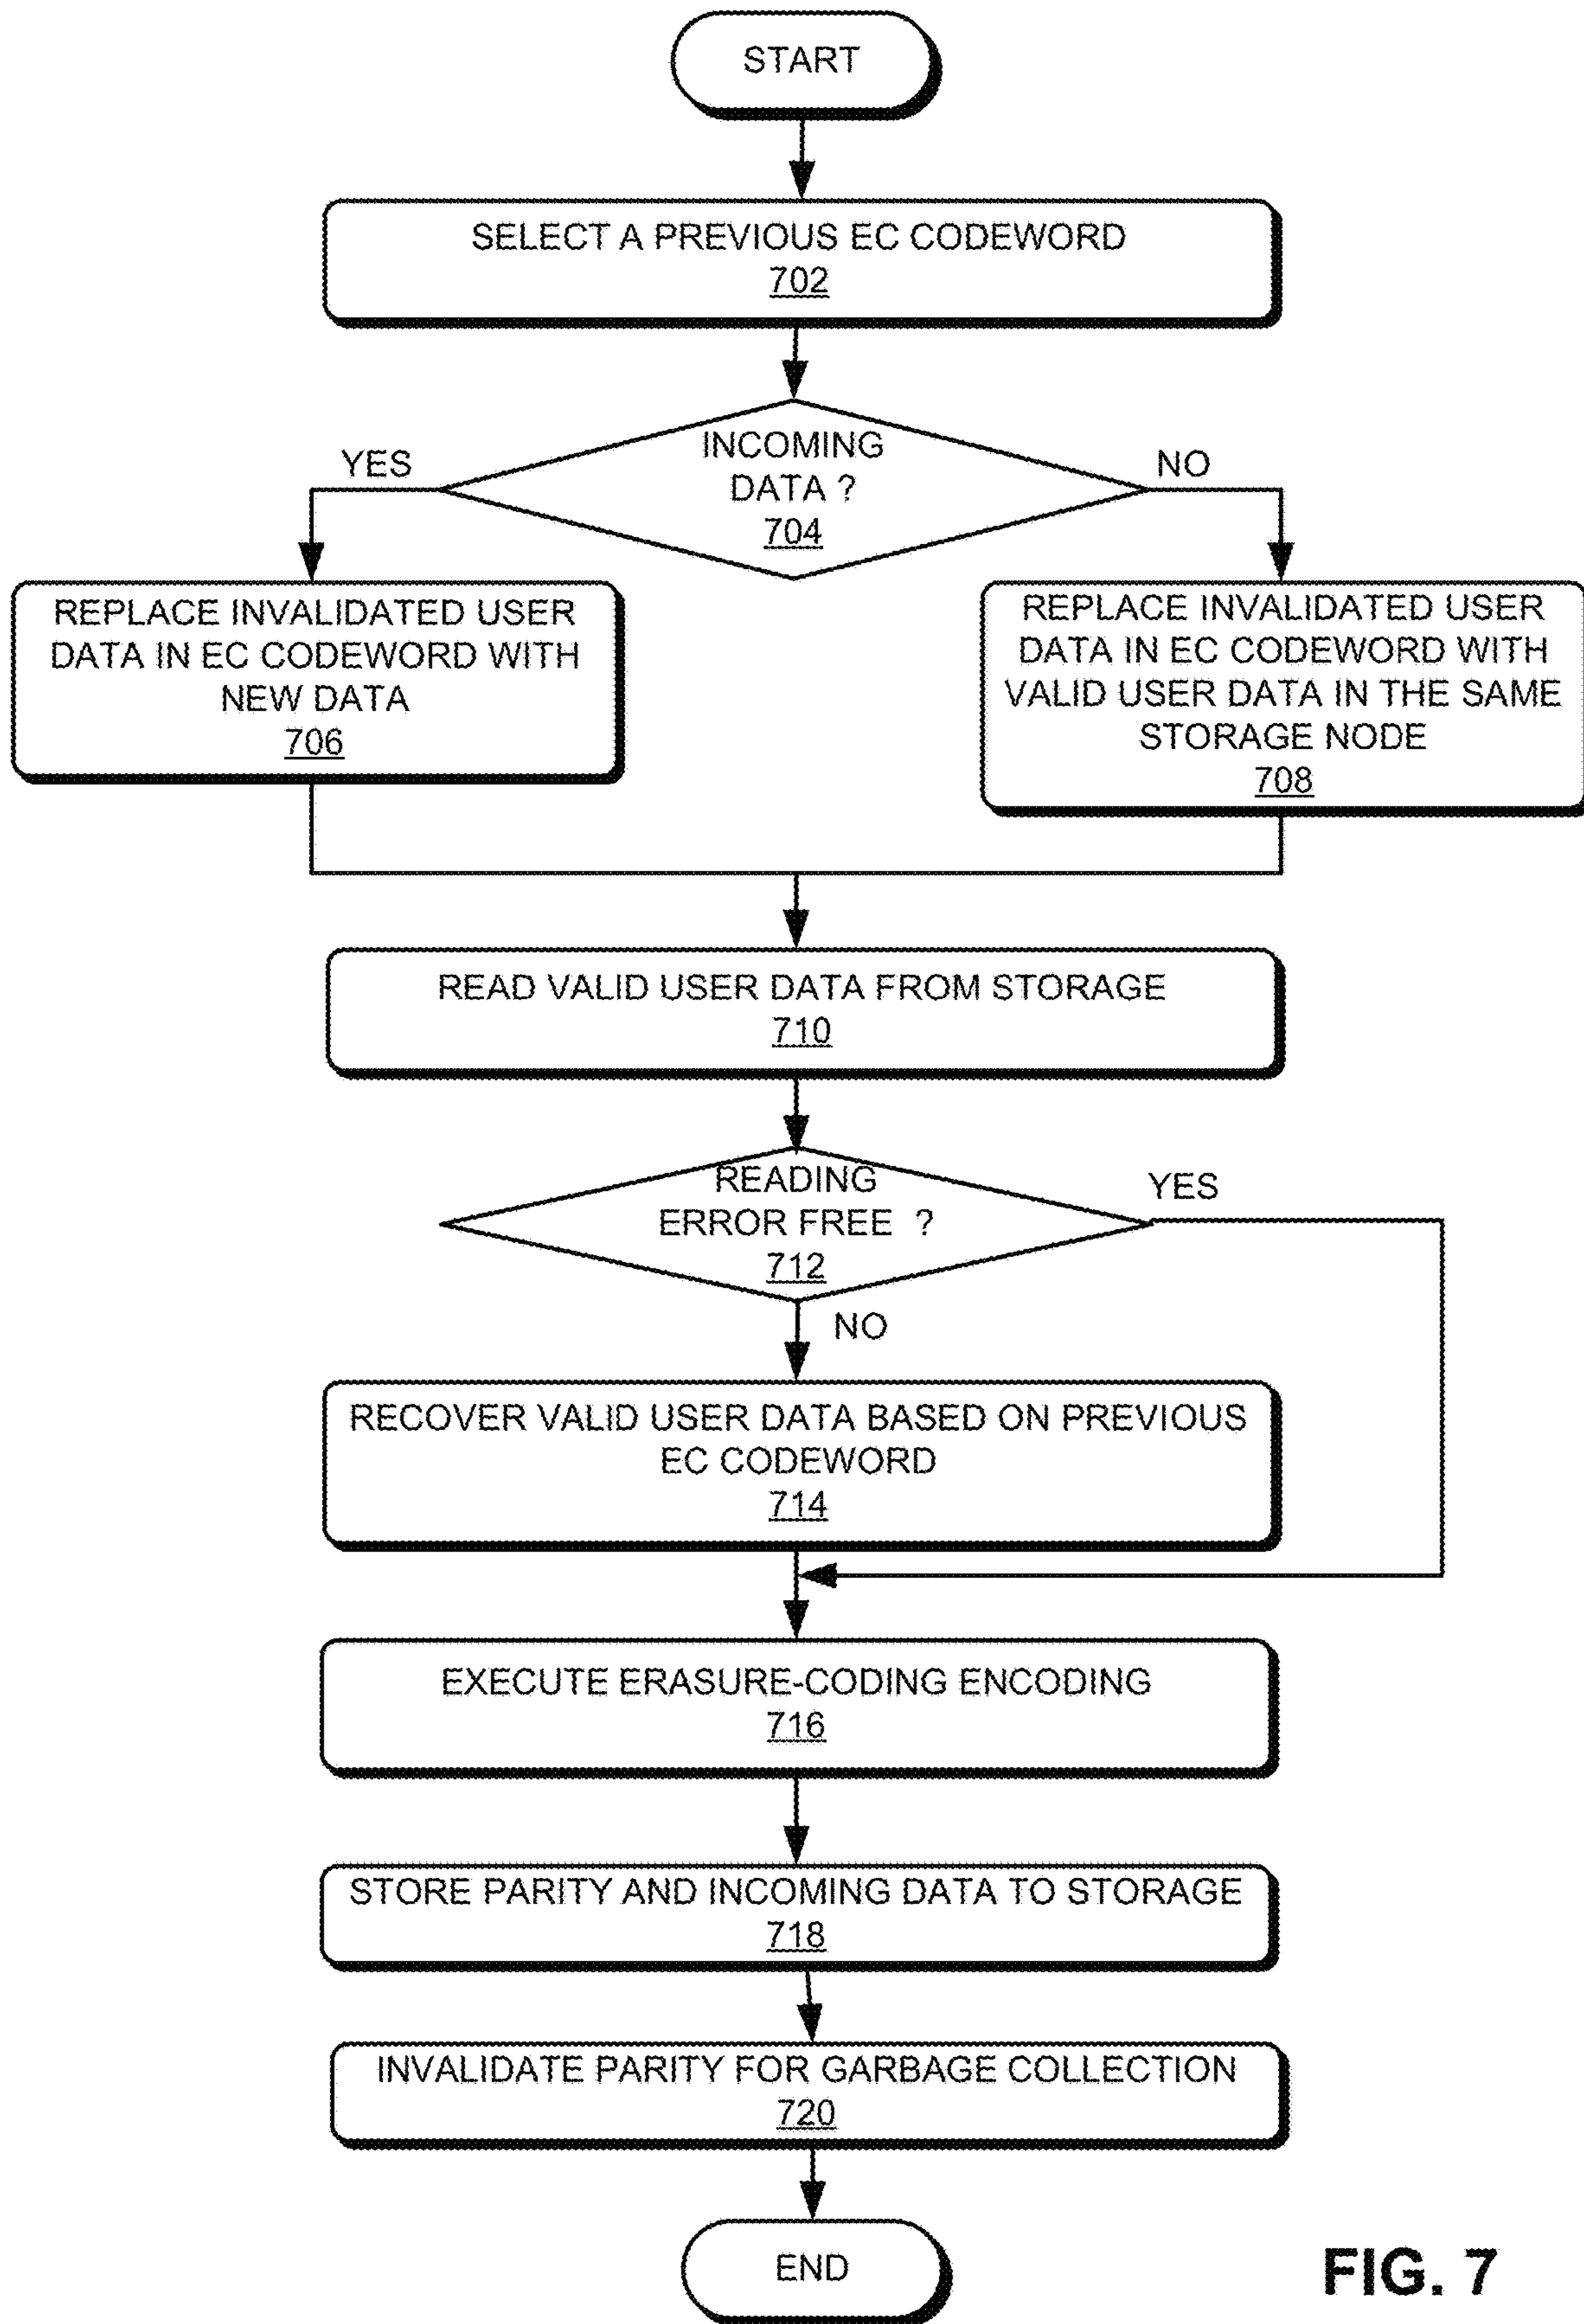 START
SELECT A PREVIOUS EC CODEWORD
702
INCOMING
DATA ?
704
YES
NO
REPLACE INVALIDATED USER
DATA IN EC CODEWORD WITH
NEW DATA
706
REPLACE INVALIDATED USER
DATA IN EC CODEWORD WITH
VALID USER DATA IN THE SAME
STORAGE NODE
708
READ VALID USER DATA FROM STORAGE
710
READING
ERROR FREE ?
712
YES
NO
RECOVER VALID USER DATA BASED ON PREVIOUS
EC CODEWORD
714
EXECUTE ERASURE-CODING ENCODING
716
STORE PARITY AND INCOMING DATA TO STORAGE
718
INVALIDATE PARITY FOR GARBAGE COLLECTION
720
END
FIG. 7